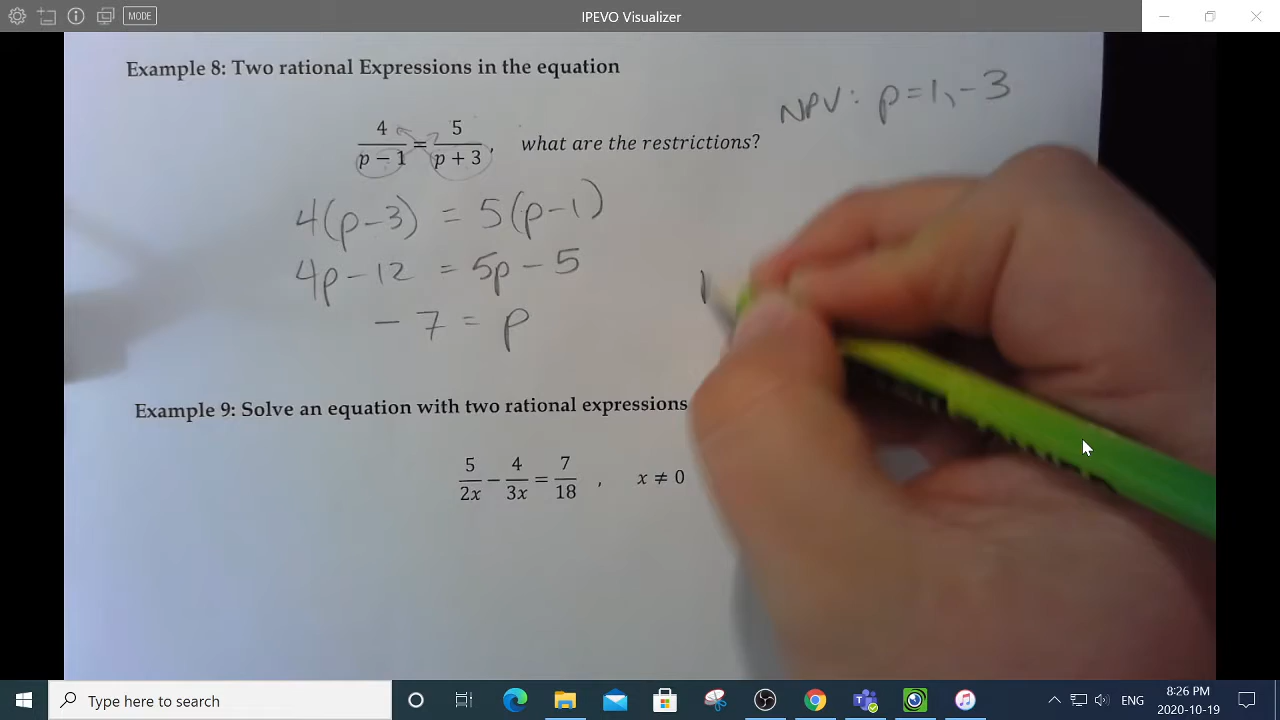 MODE
IPEVO Visualizer
Example 8: Two rational Expressions in the equation
NPV: p = 1, -3
4/(p − 1) = 5/(p + 3), what are the restrictions?
4(p-3) = 5(p-1)
4p-12 = 5p-5
-7 = p
Example 9: Solve an equation with two rational expressions
5/2x − 4/3x = 7/18 , x ≠ 0
Type here to search
ENG
8:26 PM
2020-10-19